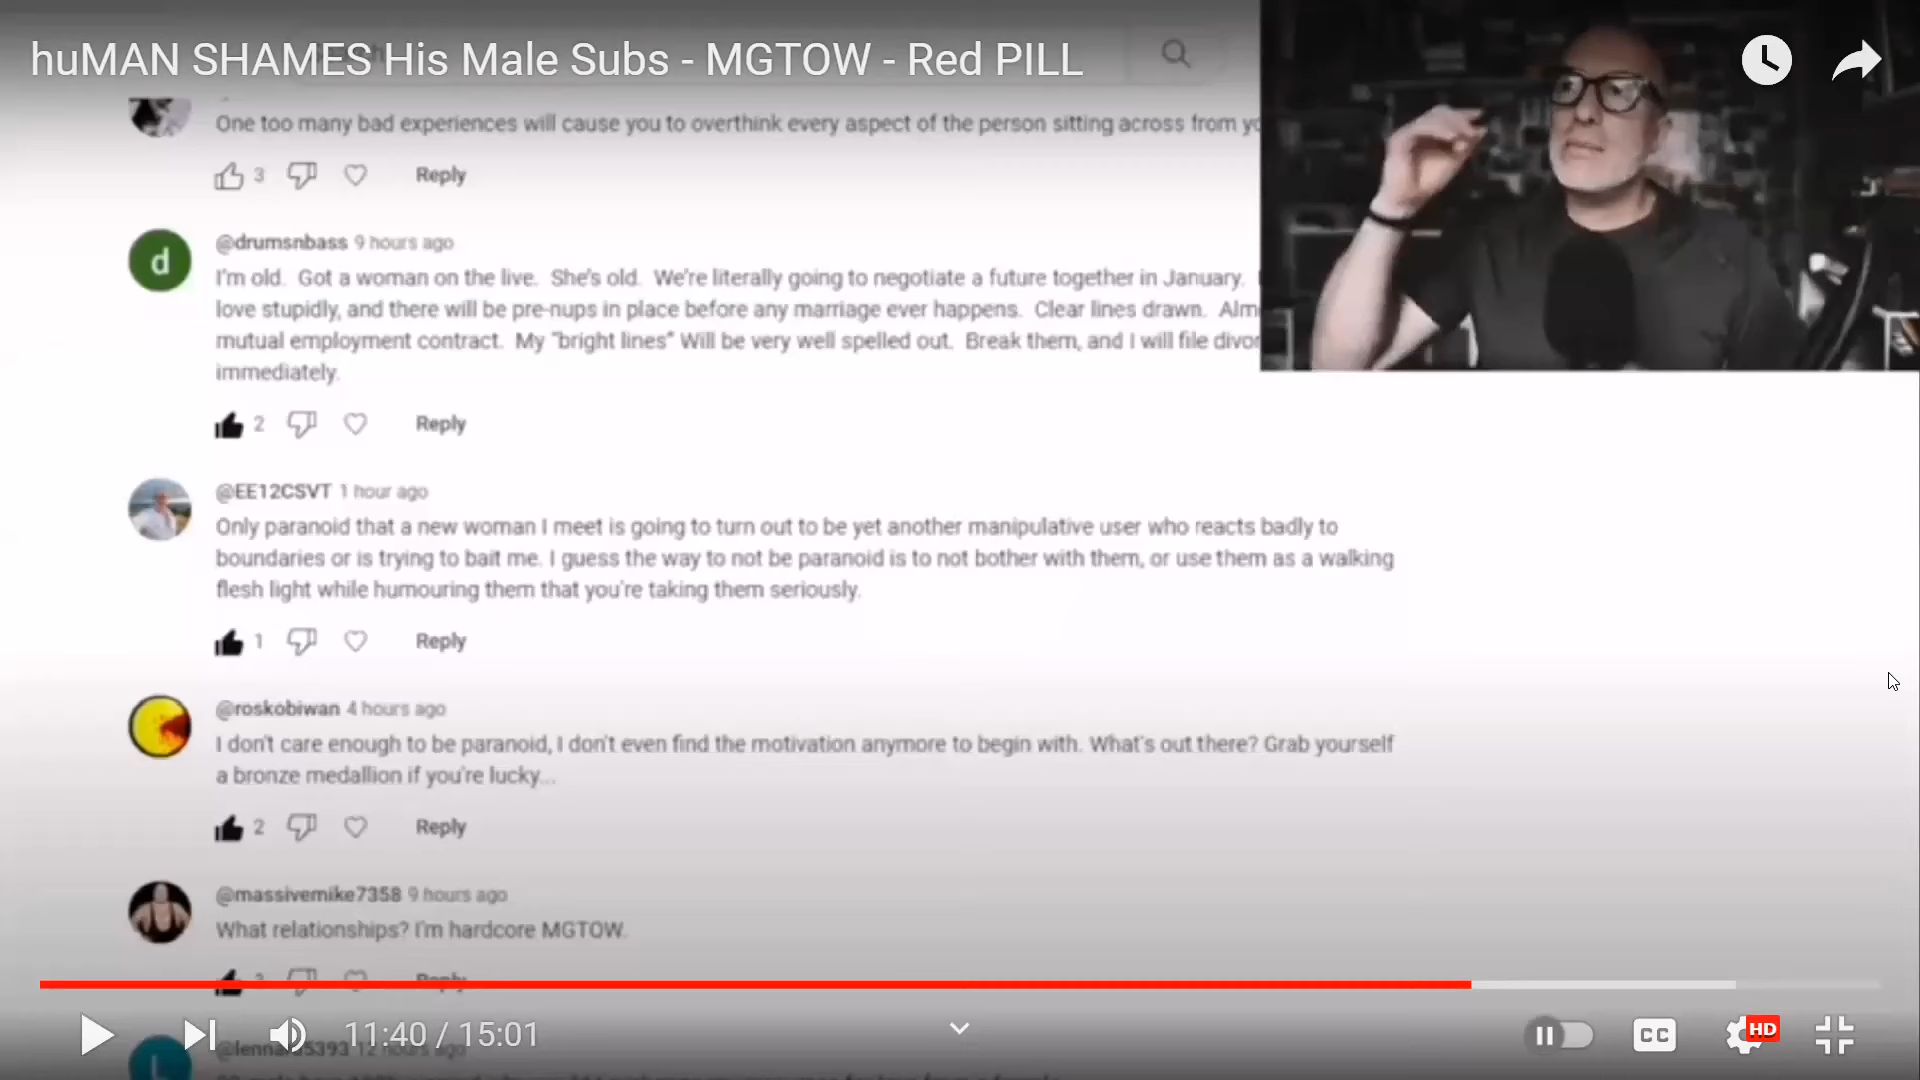 huMAN SHAMES His Male Subs - MGTOW - Red PILL
One too many bad experiences will cause you to overthink every aspect of the person sitting across from yo
3 Reply
@drumsnbass 9 hours ago
I'm old. Got a woman on the live. She's old. We're literally going to negotiate a future together in January.
love stupidly, and there will be pre-nups in place before any marriage ever happens. Clear lines drawn. Alm
mutual employment contract. My "bright lines" Will be very well spelled out. Break them, and I will file divor
immediately.
2 Reply
d
@EE12CSVT 1 hour ago
Only paranoid that a new woman I meet is going to turn out to be yet another manipulative user who reacts badly to
boundaries or is trying to bait me. I guess the way to not be paranoid is to not bother with them, or use them as a walking
flesh light while humouring them that you're taking them seriously.
1 Reply
@roskobiwan 4 hours ago
I don't care enough to be paranoid, I don't even find the motivation anymore to begin with. What's out there? Grab yourself
a bronze medallion if you're lucky...
2 Reply
@massivemike7358 9 hours ago
What relationships? I'm hardcore MGTOW.
Reply
11:40 / 15:01
CC
HD
12 hours ago
L